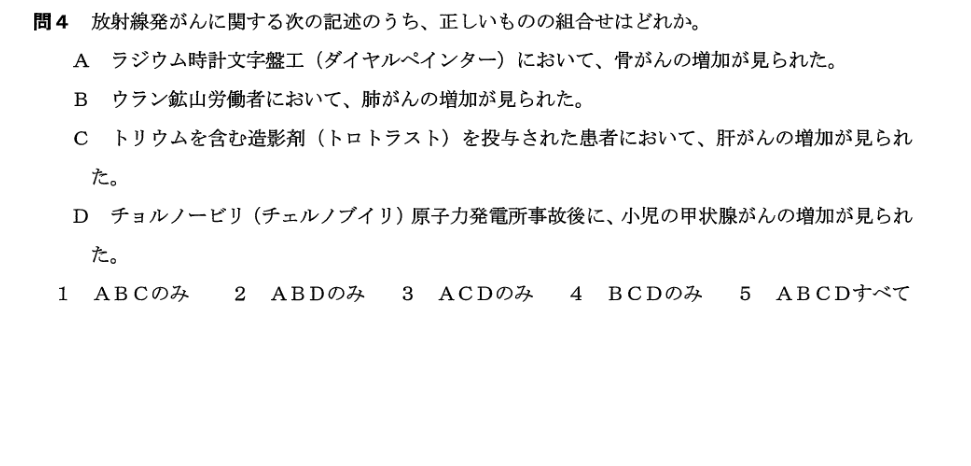 問4 放射線発がんに関する次の記述のうち、正しいものの組合せはどれか。
A ラジウム時計文字盤工（ダイヤルペインター）において、骨がんの増加が見られた。
B ウラン鉱山労働者において、肺がんの増加が見られた。
C トリウムを含む造影剤（トロトラスト）を投与された患者において、肝がんの増加が見られ
た。
D チョルノービリ（チェルノブイリ）原子力発電所事故後に、小児の甲状腺がんの増加が見られ
た。
1 ABCのみ 2 ABDのみ 3 ACDのみ 4 BCDのみ 5 ABCDすべて